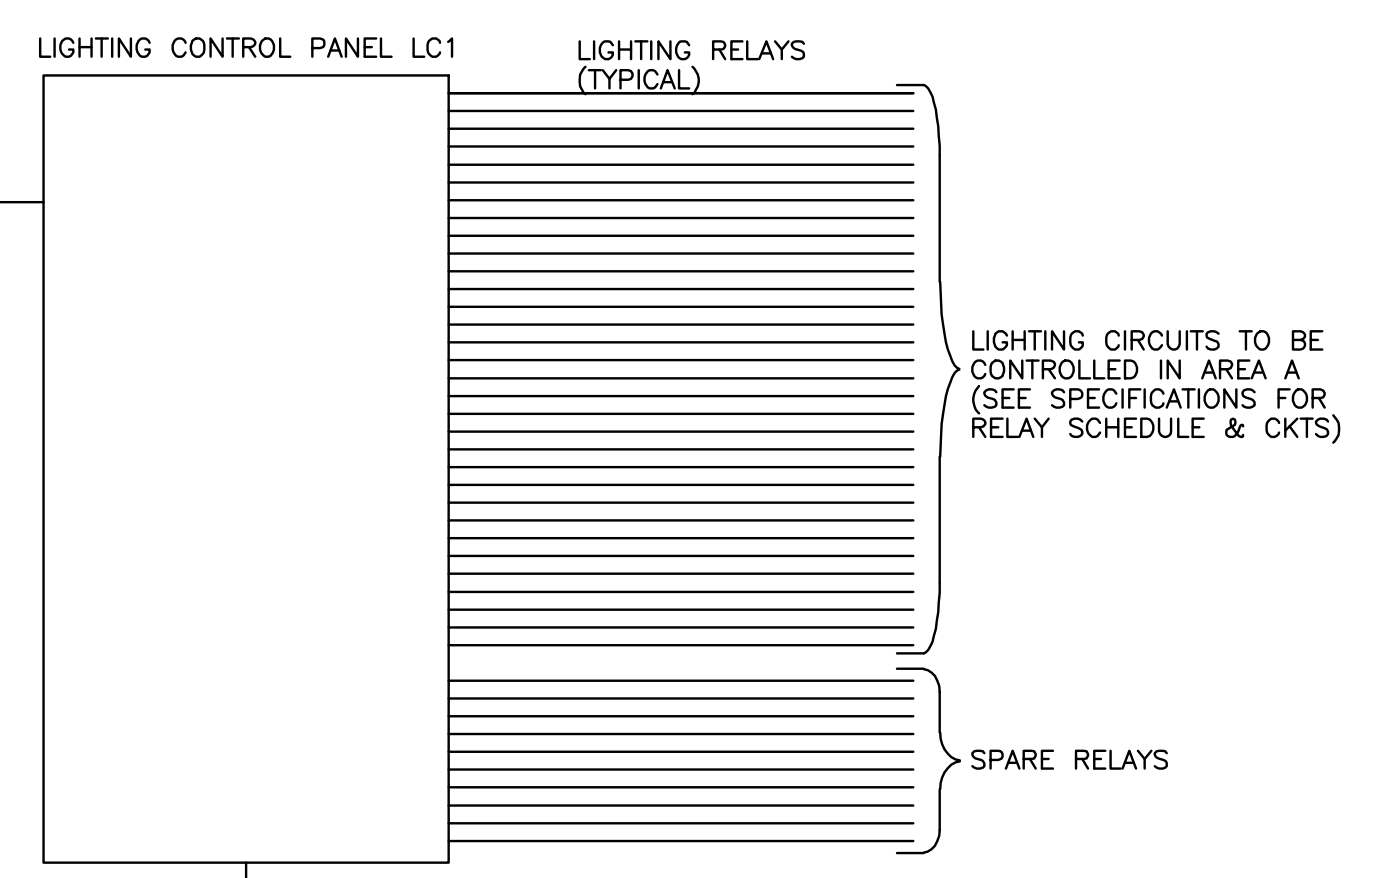 LIGHTING CONTROL PANEL LC1
LIGHTING RELAYS
(TYPICAL)
LIGHTING CIRCUITS TO BE
CONTROLLED IN AREA A
(SEE SPECIFICATIONS FOR
RELAY SCHEDULE & CKTS)
SPARE RELAYS